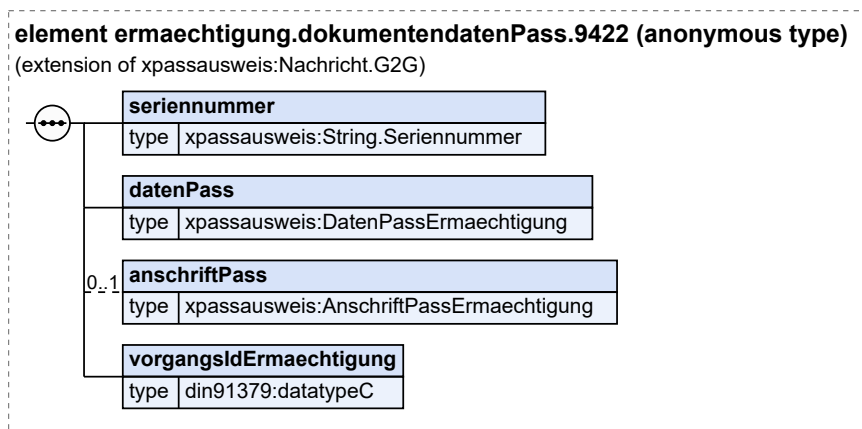 element ermaechtigung.dokumentendatenPass.9422 (anonymous type)
(extension of xpassausweis:Nachricht.G2G)
seriennummer
type xpassausweis:String.Seriennummer
datenPass
type xpassausweis:DatenPassErmaechtigung
0..1
anschriftPass
type xpassausweis:AnschriftPassErmaechtigung
vorgangsIdErmaechtigung
type din91379:datatypeC